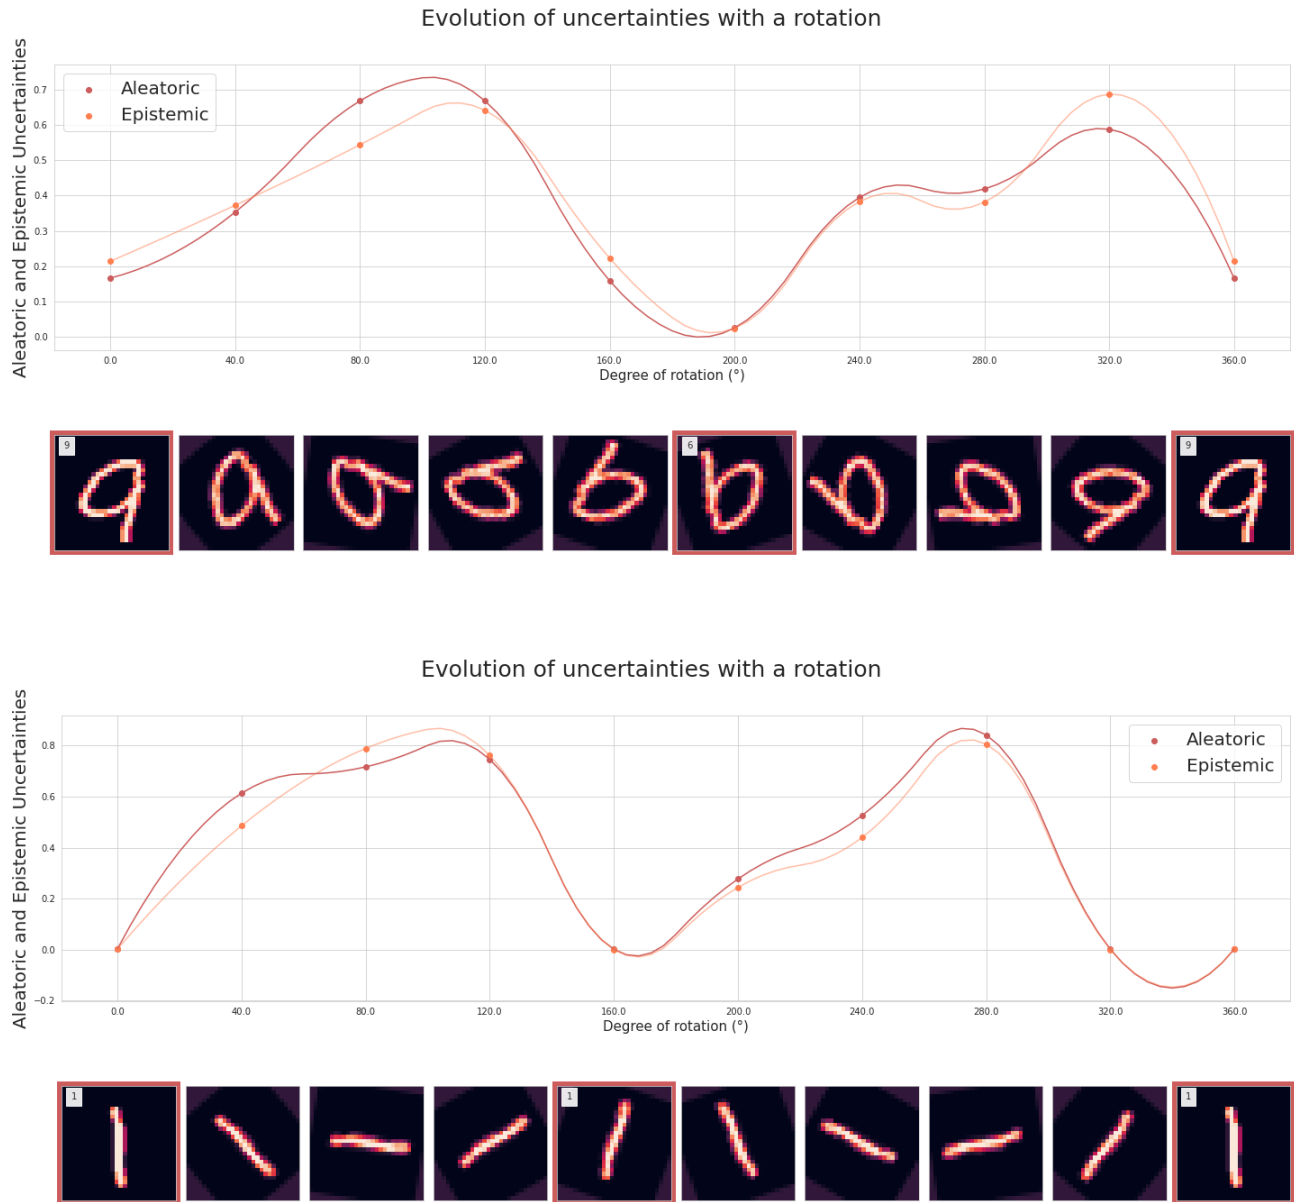 Evolution of uncertainties with a rotation
Aleatoric and Epistemic Uncertainties
Aleatoric
Epistemic
0.7
0.6
0.5
0.4
0.3
0.2
0.1
0.0
0.0 40.0 80.0 120.0 160.0 200.0 240.0 280.0 320.0 360.0
Degree of rotation (°)
9 6 9
Evolution of uncertainties with a rotation
Aleatoric and Epistemic Uncertainties
Aleatoric
Epistemic
0.8
0.6
0.4
0.2
0.0
−0.2
0.0 40.0 80.0 120.0 160.0 200.0 240.0 280.0 320.0 360.0
Degree of rotation (°)
1 1 1